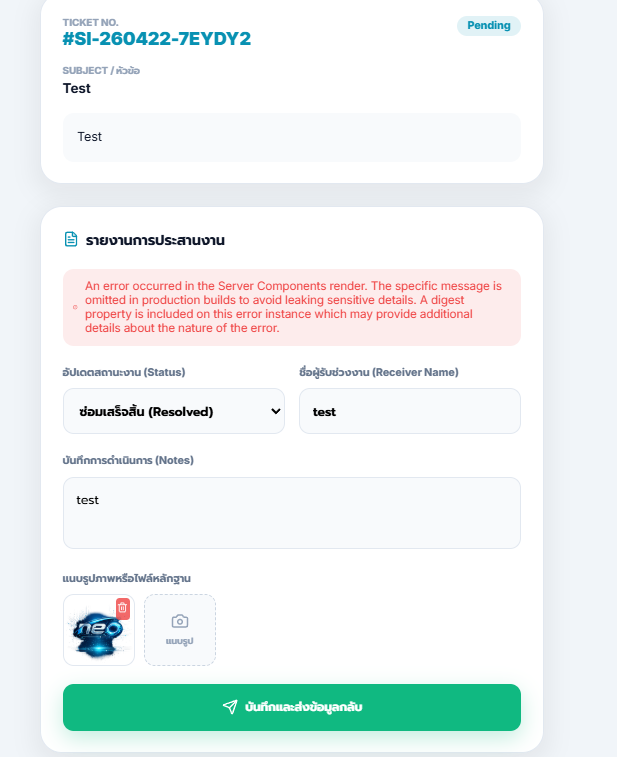 TICKET NO.
#SI-260422-7EYDY2
Pending
SUBJECT / หัวข้อ
Test
Test
รายงานการประสานงาน
An error occurred in the Server Components render. The specific message is
omitted in production builds to avoid leaking sensitive details. A digest
property is included on this error instance which may provide additional
details about the nature of the error.
อัปเดตสถานะงาน (Status)
ชื่อผู้รับช่วงงาน (Receiver Name)
ซ่อมเสร็จสิ้น (Resolved)
test
บันทึกการดำเนินการ (Notes)
test
แนบรูปภาพหรือไฟล์หลักฐาน
neo
แนบรูป
บันทึกและส่งข้อมูลกลับ